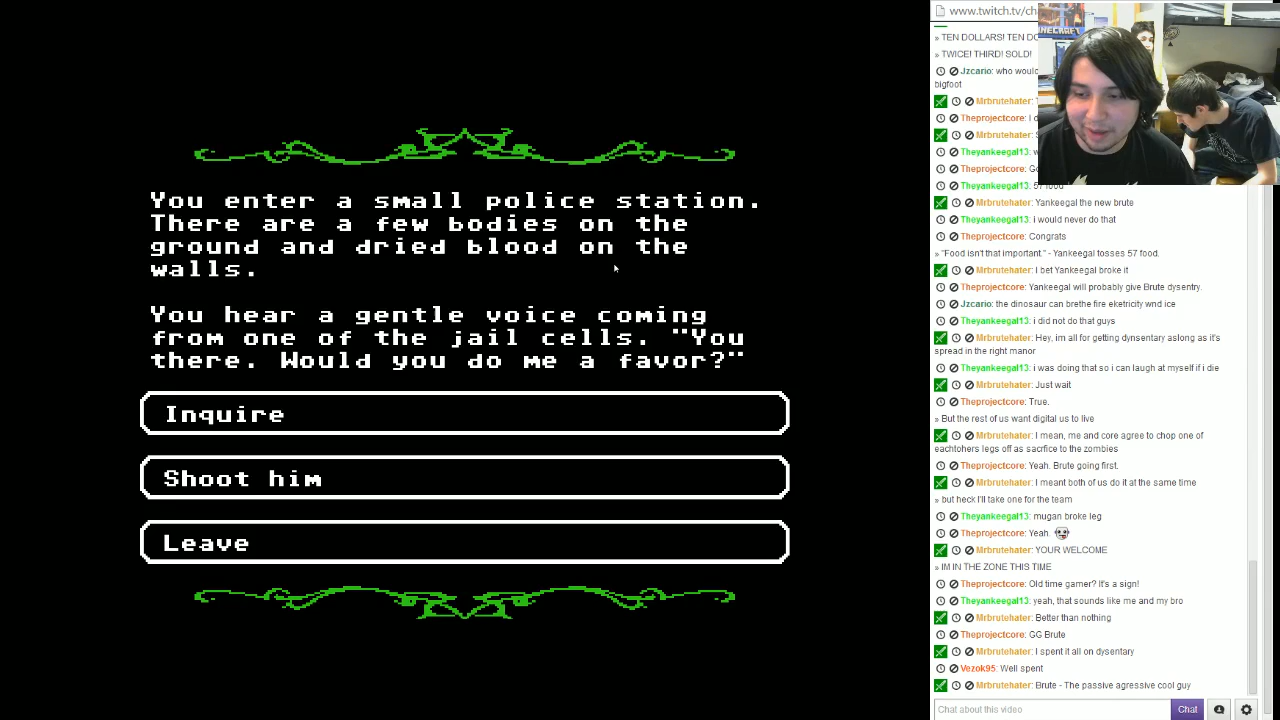 You enter a small police station.
There are a few bodies on the
ground and dried blood on the
walls.
You hear a gentle voice coming
from one of the jail cells. "You
there. Would you do me a favor?"
Inquire
Shoot him
Leave
www.twitch.tv/ch
» TEN DOLLARS! TEN
» TWICE! THIRD! SOLD!
Jzcario: who would
bigfoot
Mrbrutehater:
Theprojectcore: I
Mrbrutehater:
Theyankeegal13:
Theprojectcore:
Theyankeegal13: 57 food
Mrbrutehater: Yankeegal the new brute
Theyankeegal13: i would never do that
Theprojectcore: Congrats
» "Food isn't that important." - Yankeegal tosses 57 food.
Mrbrutehater: I bet Yankeegal broke it
Theprojectcore: Yankeegal will probably give Brute dysentry.
Jzcario: the dinosaur can brethe fire eketricity wnd ice
Theyankeegal13: i did not do that guys
Mrbrutehater: Hey, im all for getting dynsentary aslong as it's
spread in the right manor
Theyankeegal13: i was doing that so i can laugh at myself if i die
Mrbrutehater: Just wait
Theprojectcore: True.
» But the rest of us want digital us to live
Mrbrutehater: I mean, me and core agree to chop one of
eachtohers legs off as sacrfice to the zombies
Theprojectcore: Yeah. Brute going first.
Mrbrutehater: I meant both of us do it at the same time
» but heck I'll take one for the team
Theyankeegal13: mugan broke leg
Theprojectcore: Yeah.
Mrbrutehater: YOUR WELCOME
» IM IN THE ZONE THIS TIME
Theprojectcore: Old time gamer? It's a sign!
Theyankeegal13: yeah, that sounds like me and my bro
Mrbrutehater: Better than nothing
Theprojectcore: GG Brute
Mrbrutehater: I spent it all on dysentary
Vezok95: Well spent
Mrbrutehater: Brute - The passive agressive cool guy
Chat about this video
Chat